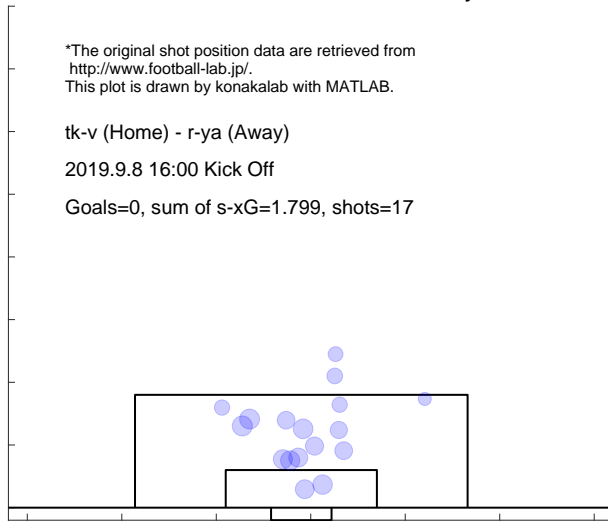 *The original shot position data are retrieved from
http://www.football-lab.jp/.
This plot is drawn by konakalab with MATLAB.
tk-v (Home) - r-ya (Away)
2019.9.8 16:00 Kick Off
Goals=0, sum of s-xG=1.799, shots=17